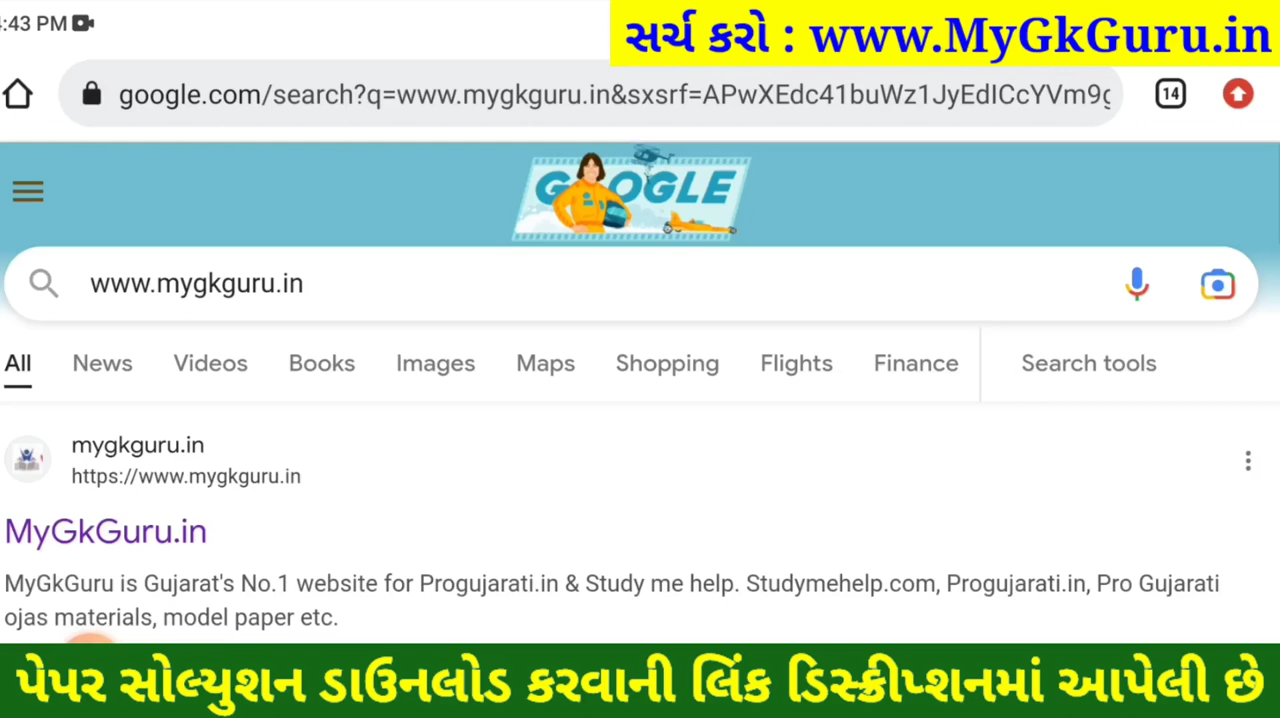 :43 PM
સર્ચ કરો : www.MyGkGuru.in
google.com/search?q=www.mygkguru.in&sxsrf=APwXEdc41buWz1JyEdICcYVm9g
14
GOOGLE
www.mygkguru.in
All News Videos Books Images Maps Shopping Flights Finance Search tools
mygkguru.in
https://www.mygkguru.in
MyGkGuru.in
MyGkGuru is Gujarat's No.1 website for Progujarati.in & Study me help. Studymehelp.com, Progujarati.in, Pro Gujarati
ojas materials, model paper etc.
પેપર સોલ્યુશન ડાઉનલોડ કરવાની લિંક ડિસ્ક્રીપ્શનમાં આપેલી છે